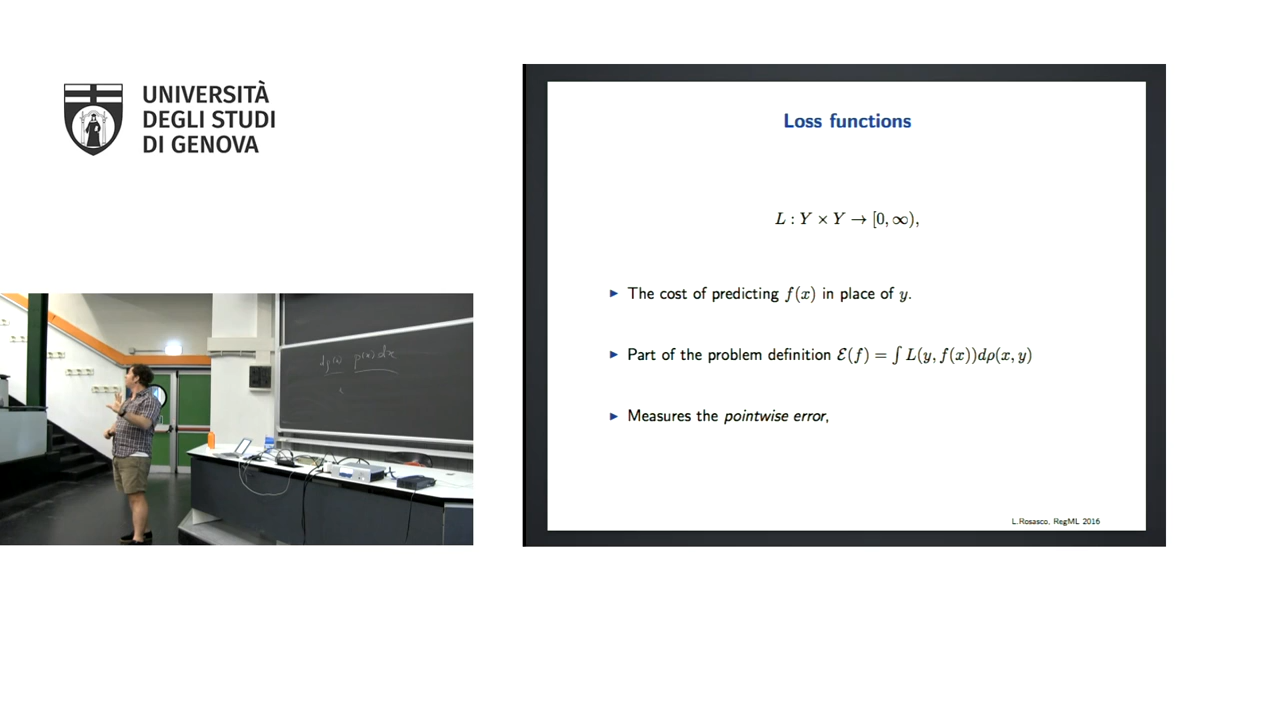 UNIVERSITÀ
DEGLI STUDI
DI GENOVA
Loss functions
L : Y × Y → [0, ∞),
► The cost of predicting f(x) in place of y.
► Part of the problem definition ℰ(f) = ∫ L(y, f(x))dρ(x, y)
► Measures the pointwise error,
L.Rosasco, RegML 2016
p(x) dx